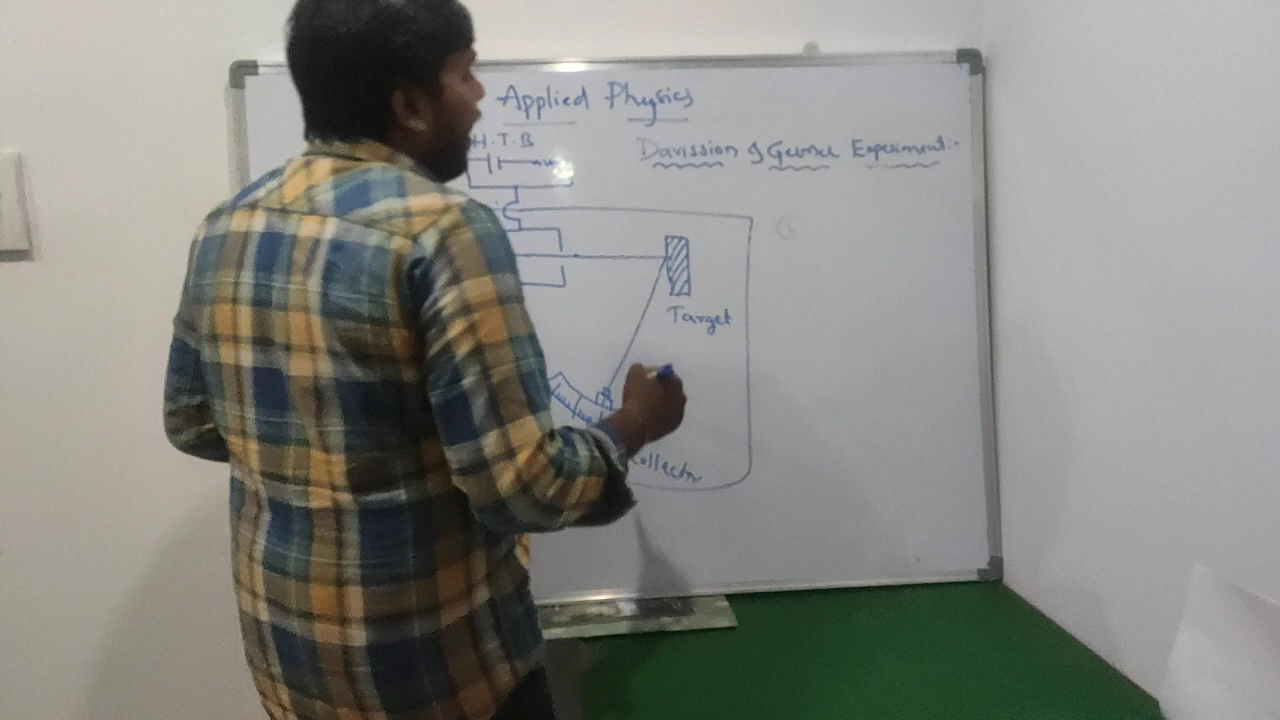 Applied Physics
H.T.B
Davission & Germer Experiment:-
Target
Collector